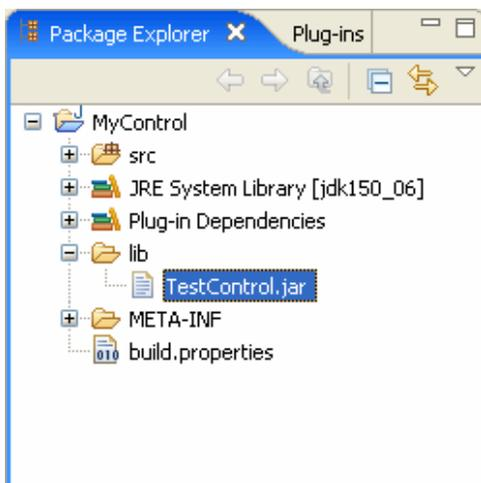 Package Explorer Plug-ins
MyControl
src
JRE System Library [jdk150_06]
Plug-in Dependencies
lib
TestControl.jar
META-INF
010 build.properties